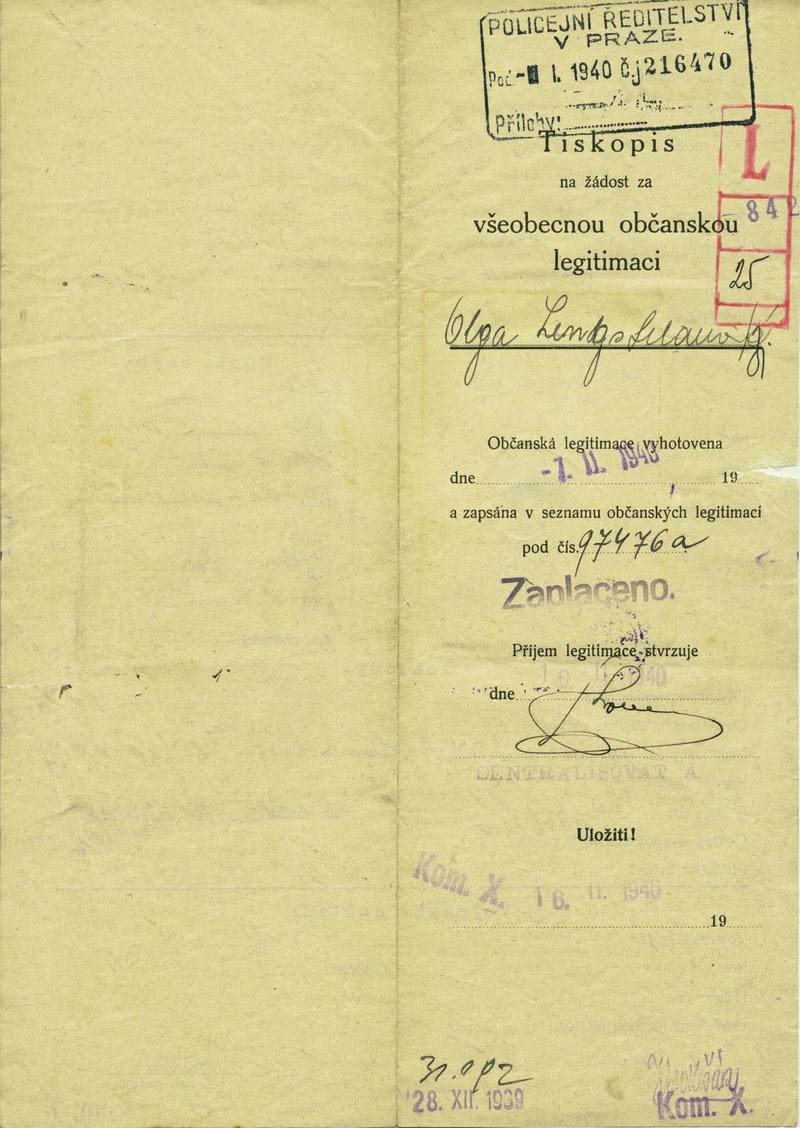 POLICEJNÍ ŘEDITELSTVÍ
V PRAZE.
Poč. - I. 1940 Čj 216470
Přílohy:
Tiskopis
L
na žádost za
842
všeobecnou občanskou
legitimaci
25
Olga
Občanská legitimace vyhotovena
-7. II. 1940
dne 19
a zapsána v seznamu občanských legitimací
pod čís. 97476a
Zaplaceno.
Příjem legitimace stvrzuje
16. II. 1940
dne
CENTRALISOVAT A
Uložiti!
Kom. X. 16. II. 1940
19
28. XII. 1939
Kom. X.